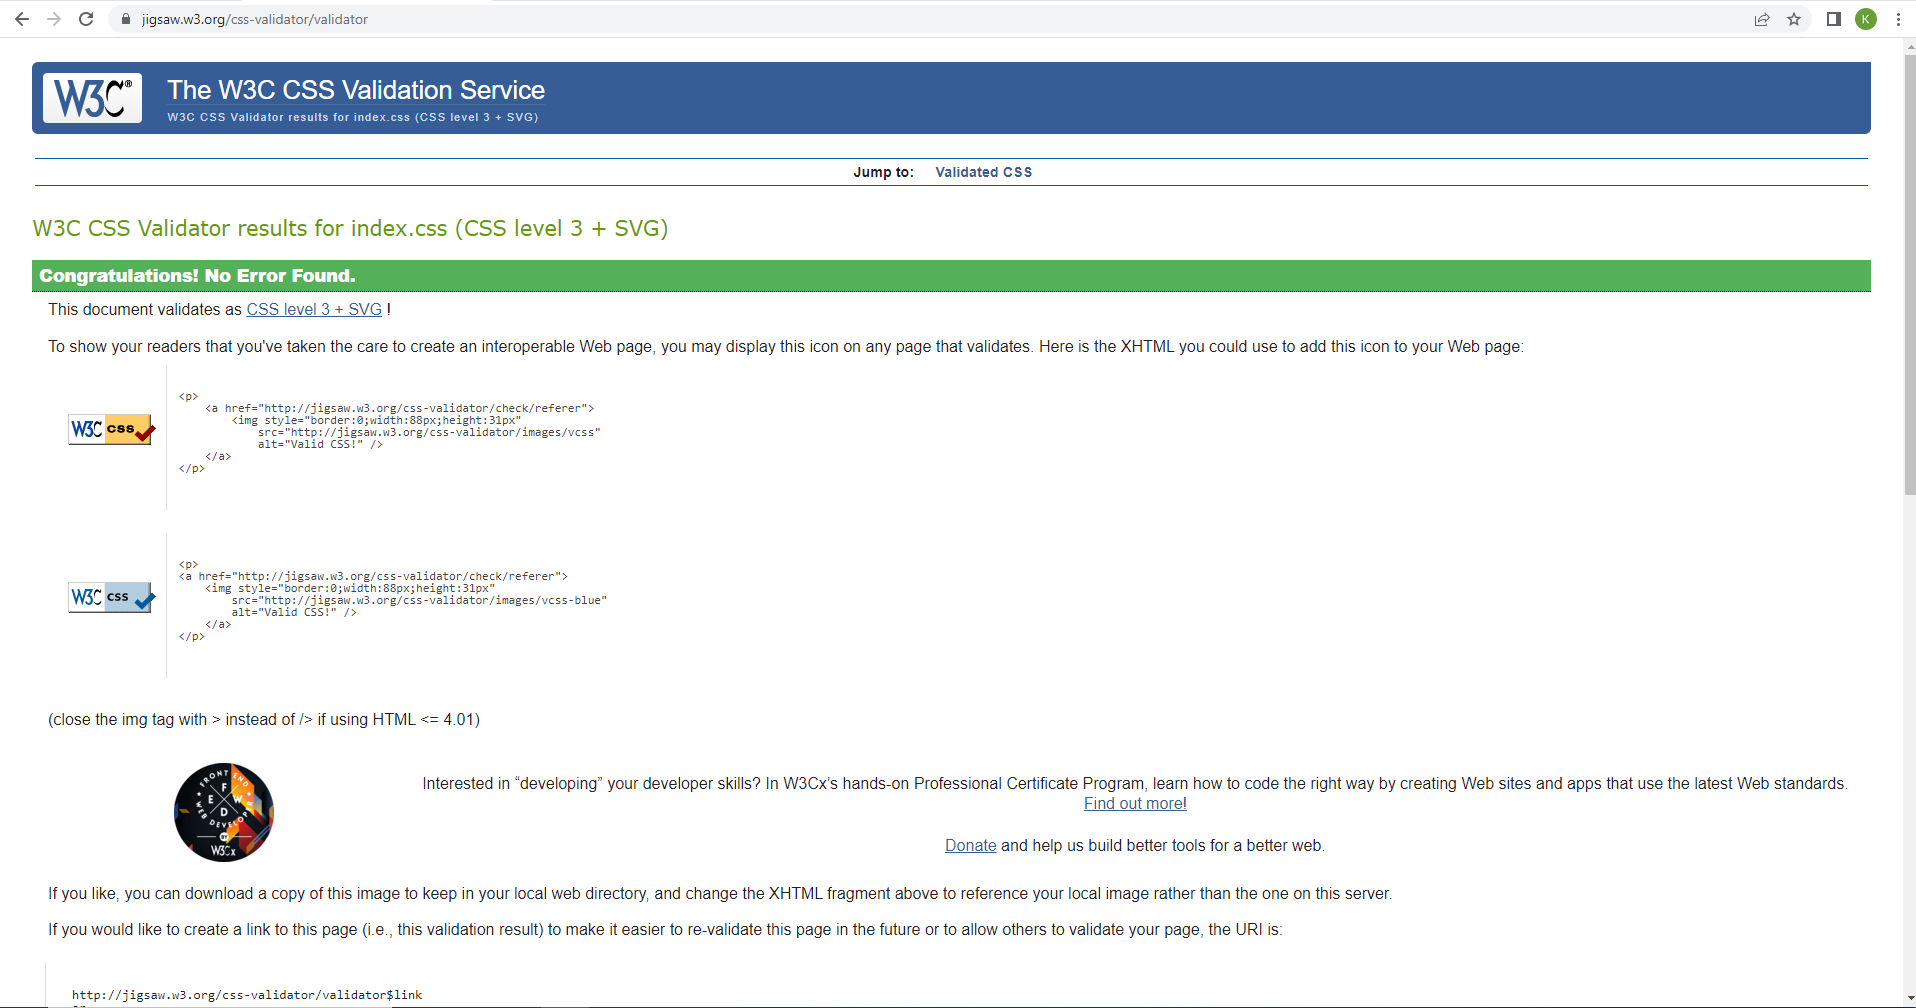 jigsaw.w3.org/css-validator/validator
K
W3C®
The W3C CSS Validation Service
W3C CSS Validator results for index.css (CSS level 3 + SVG)
Jump to: Validated CSS
W3C CSS Validator results for index.css (CSS level 3 + SVG)
Congratulations! No Error Found.
This document validates as CSS level 3 + SVG !
To show your readers that you've taken the care to create an interoperable Web page, you may display this icon on any page that validates. Here is the XHTML you could use to add this icon to your Web page:
W3C css
<p>
    <a href="http://jigsaw.w3.org/css-validator/check/referer">
        <img style="border:0;width:88px;height:31px"
            src="http://jigsaw.w3.org/css-validator/images/vcss"
            alt="Valid CSS!" />
    </a>
</p>
W3C css
<p>
<a href="http://jigsaw.w3.org/css-validator/check/referer">
    <img style="border:0;width:88px;height:31px"
        src="http://jigsaw.w3.org/css-validator/images/vcss-blue"
        alt="Valid CSS!" />
    </a>
</p>
(close the img tag with > instead of /> if using HTML <= 4.01)
FRONT END
F
E W
D
WEB DEVELOPER
BY
W3Cx
Interested in “developing” your developer skills? In W3Cx’s hands-on Professional Certificate Program, learn how to code the right way by creating Web sites and apps that use the latest Web standards.
Find out more!
Donate and help us build better tools for a better web.
If you like, you can download a copy of this image to keep in your local web directory, and change the XHTML fragment above to reference your local image rather than the one on this server.
If you would like to create a link to this page (i.e., this validation result) to make it easier to re-validate this page in the future or to allow others to validate your page, the URI is:
http://jigsaw.w3.org/css-validator/validator$link